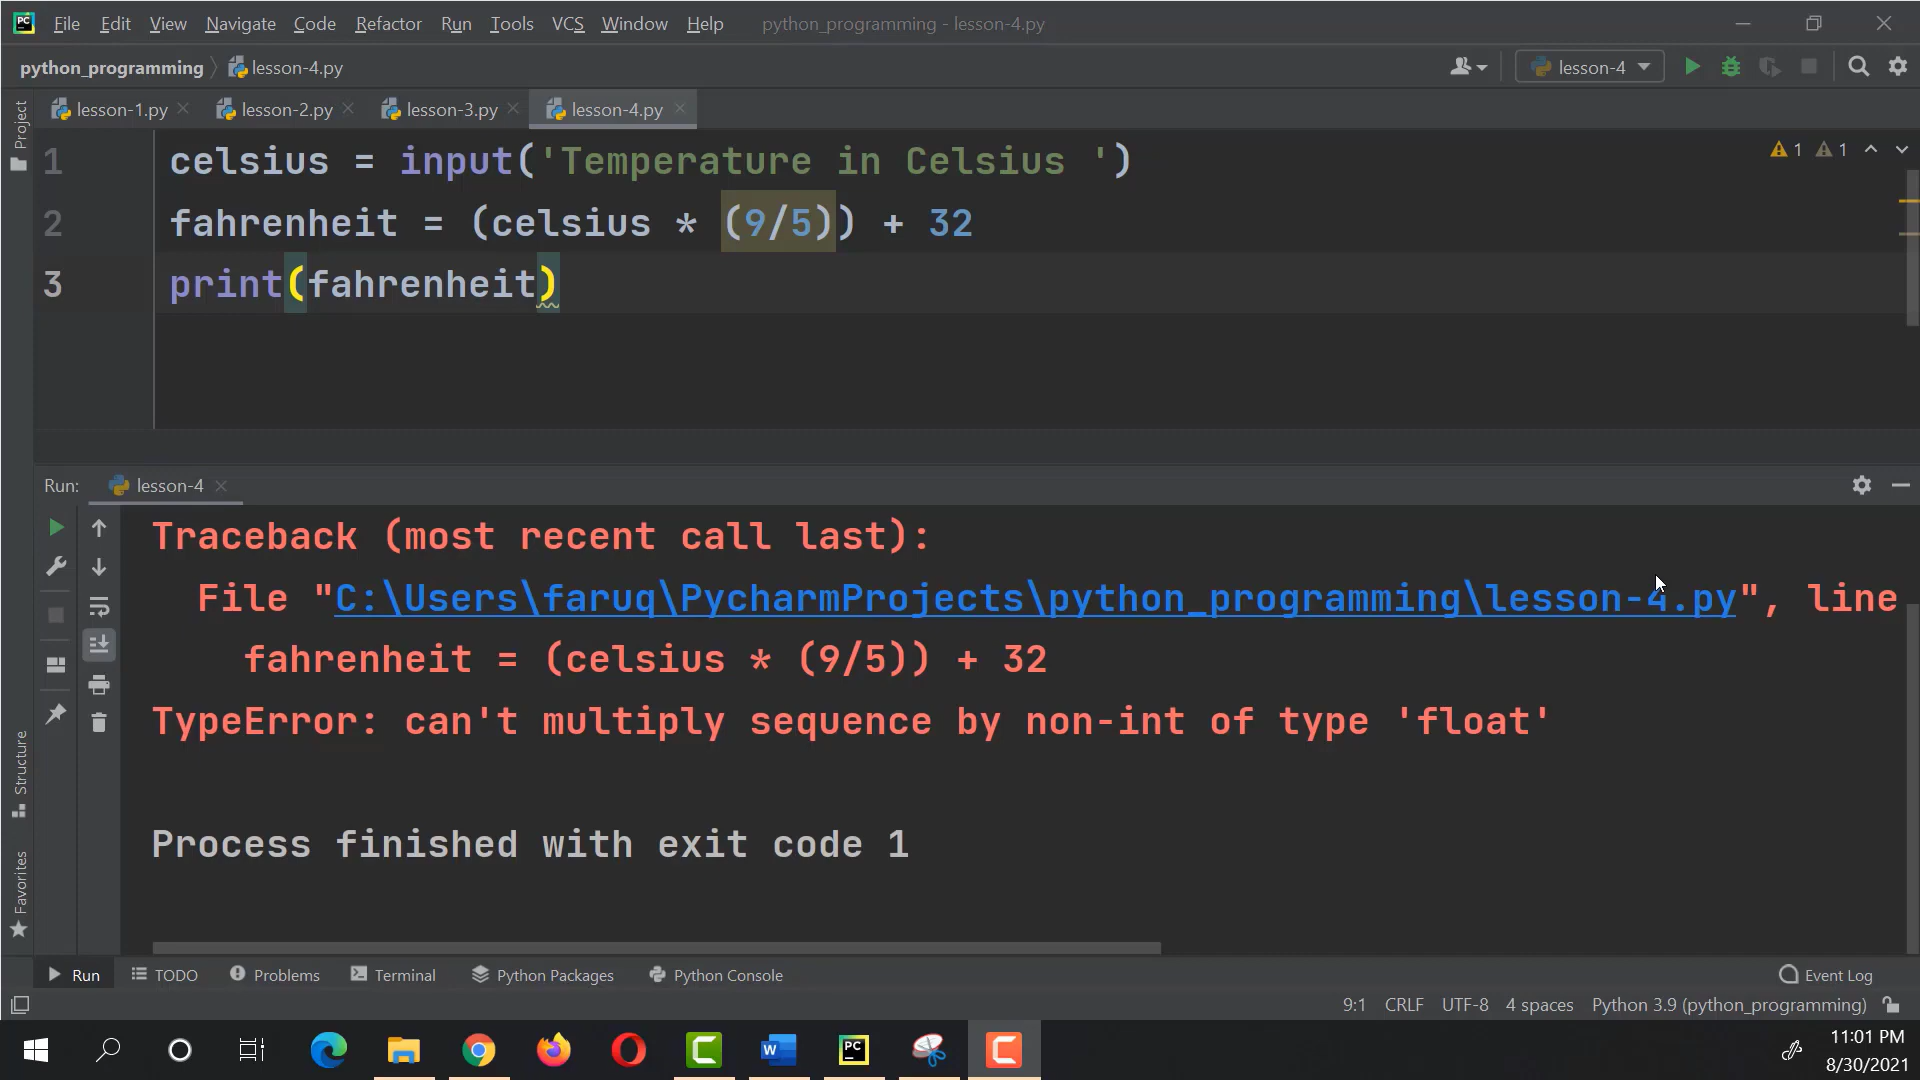 PC File Edit View Navigate Code Refactor Run Tools VCS Window Help python_programming - lesson-4.py
python_programming lesson-4.py lesson-4
Project
lesson-1.py lesson-2.py lesson-3.py lesson-4.py
1 celsius = input('Temperature in Celsius ') 1 1
2 fahrenheit = (celsius * (9/5)) + 32
3 print(fahrenheit)
Run: lesson-4
Traceback (most recent call last):
File "C:\Users\faruq\PycharmProjects\python_programming\lesson-4.py", line
fahrenheit = (celsius * (9/5)) + 32
TypeError: can't multiply sequence by non-int of type 'float'
Structure
Process finished with exit code 1
Favorites
Run TODO Problems Terminal Python Packages Python Console Event Log
9:1 CRLF UTF-8 4 spaces Python 3.9 (python_programming)
W PC 11:01 PM
8/30/2021